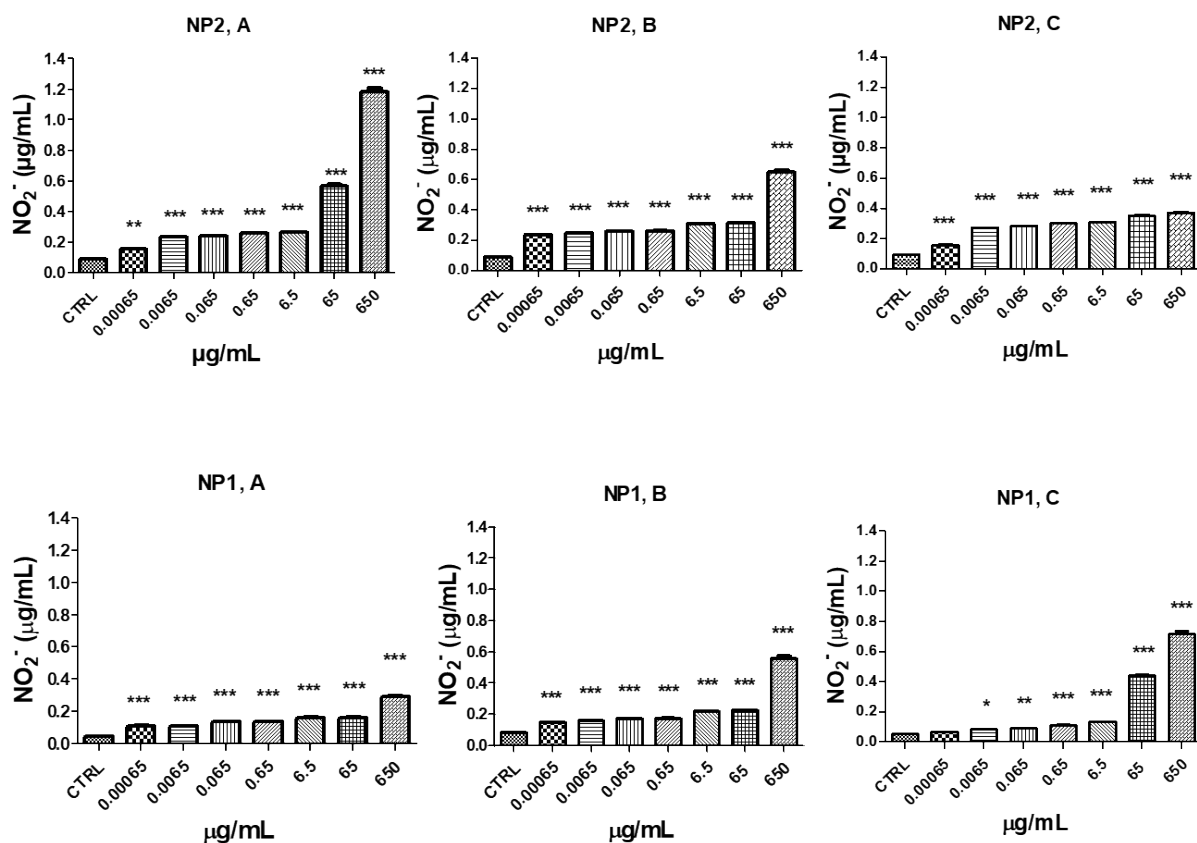 NP2, A
NO₂⁻ (µg/mL)
1.4
1.2
1.0
0.8
0.6
0.4
0.2
0.0
** *** *** *** *** *** ***
CTRL 0.00065 0.0065 0.065 0.65 6.5 65 650
µg/mL
NP2, B
NO₂⁻ (µg/mL)
1.4
1.2
1.0
0.8
0.6
0.4
0.2
0.0
*** *** *** *** *** *** ***
CTRL 0.00065 0.0065 0.065 0.65 6.5 65 650
µg/mL
NP2, C
NO₂⁻ (µg/mL)
1.4
1.2
1.0
0.8
0.6
0.4
0.2
0.0
*** *** *** *** *** *** ***
CTRL 0.00065 0.0065 0.065 0.65 6.5 65 650
µg/mL
NP1, A
NO₂⁻ (µg/mL)
1.4
1.2
1.0
0.8
0.6
0.4
0.2
0.0
*** *** *** *** *** *** ***
CTRL 0.00065 0.0065 0.065 0.65 6.5 65 650
µg/mL
NP1, B
NO₂⁻ (µg/mL)
1.4
1.2
1.0
0.8
0.6
0.4
0.2
0.0
*** *** *** *** *** *** ***
CTRL 0.00065 0.0065 0.065 0.65 6.5 65 650
µg/mL
NP1, C
NO₂⁻ (µg/mL)
1.4
1.2
1.0
0.8
0.6
0.4
0.2
0.0
* ** *** *** *** ***
CTRL 0.00065 0.0065 0.065 0.65 6.5 65 650
µg/mL